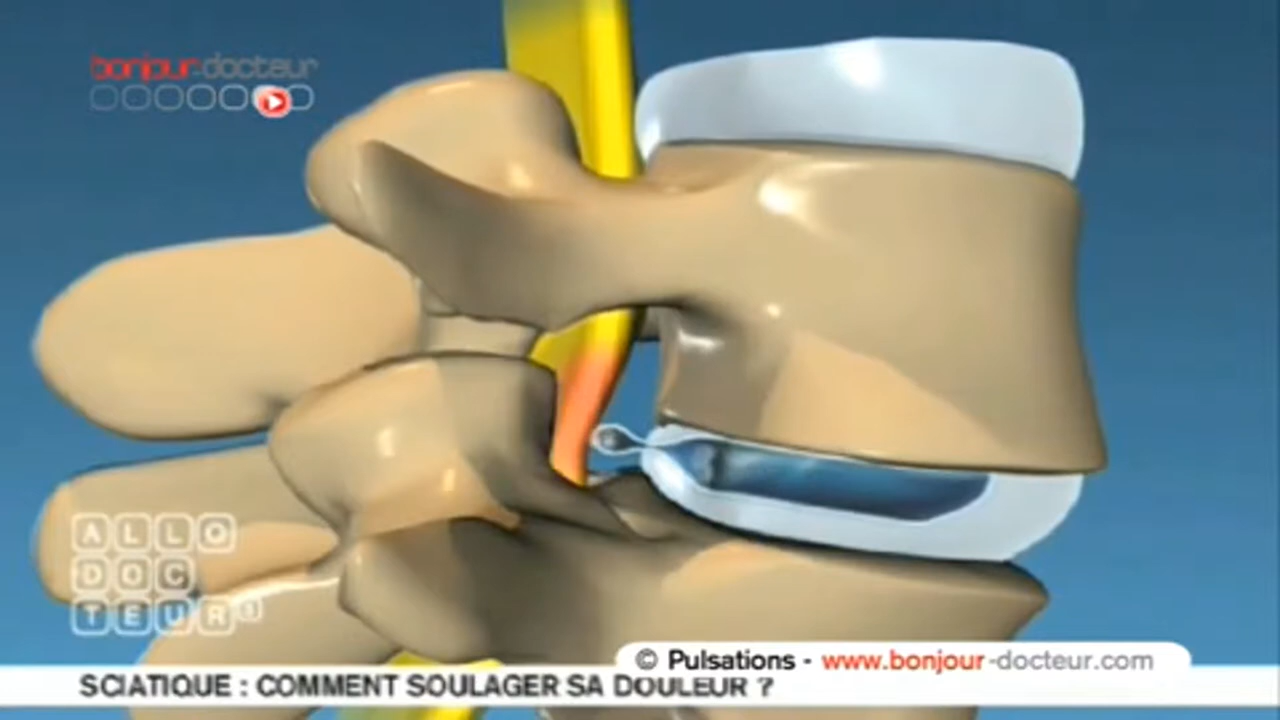 bonjour-docteur
ALLO
DOC
TEUR
© Pulsations - www.bonjour-docteur.com
SCIATIQUE : COMMENT SOULAGER SA DOULEUR ?